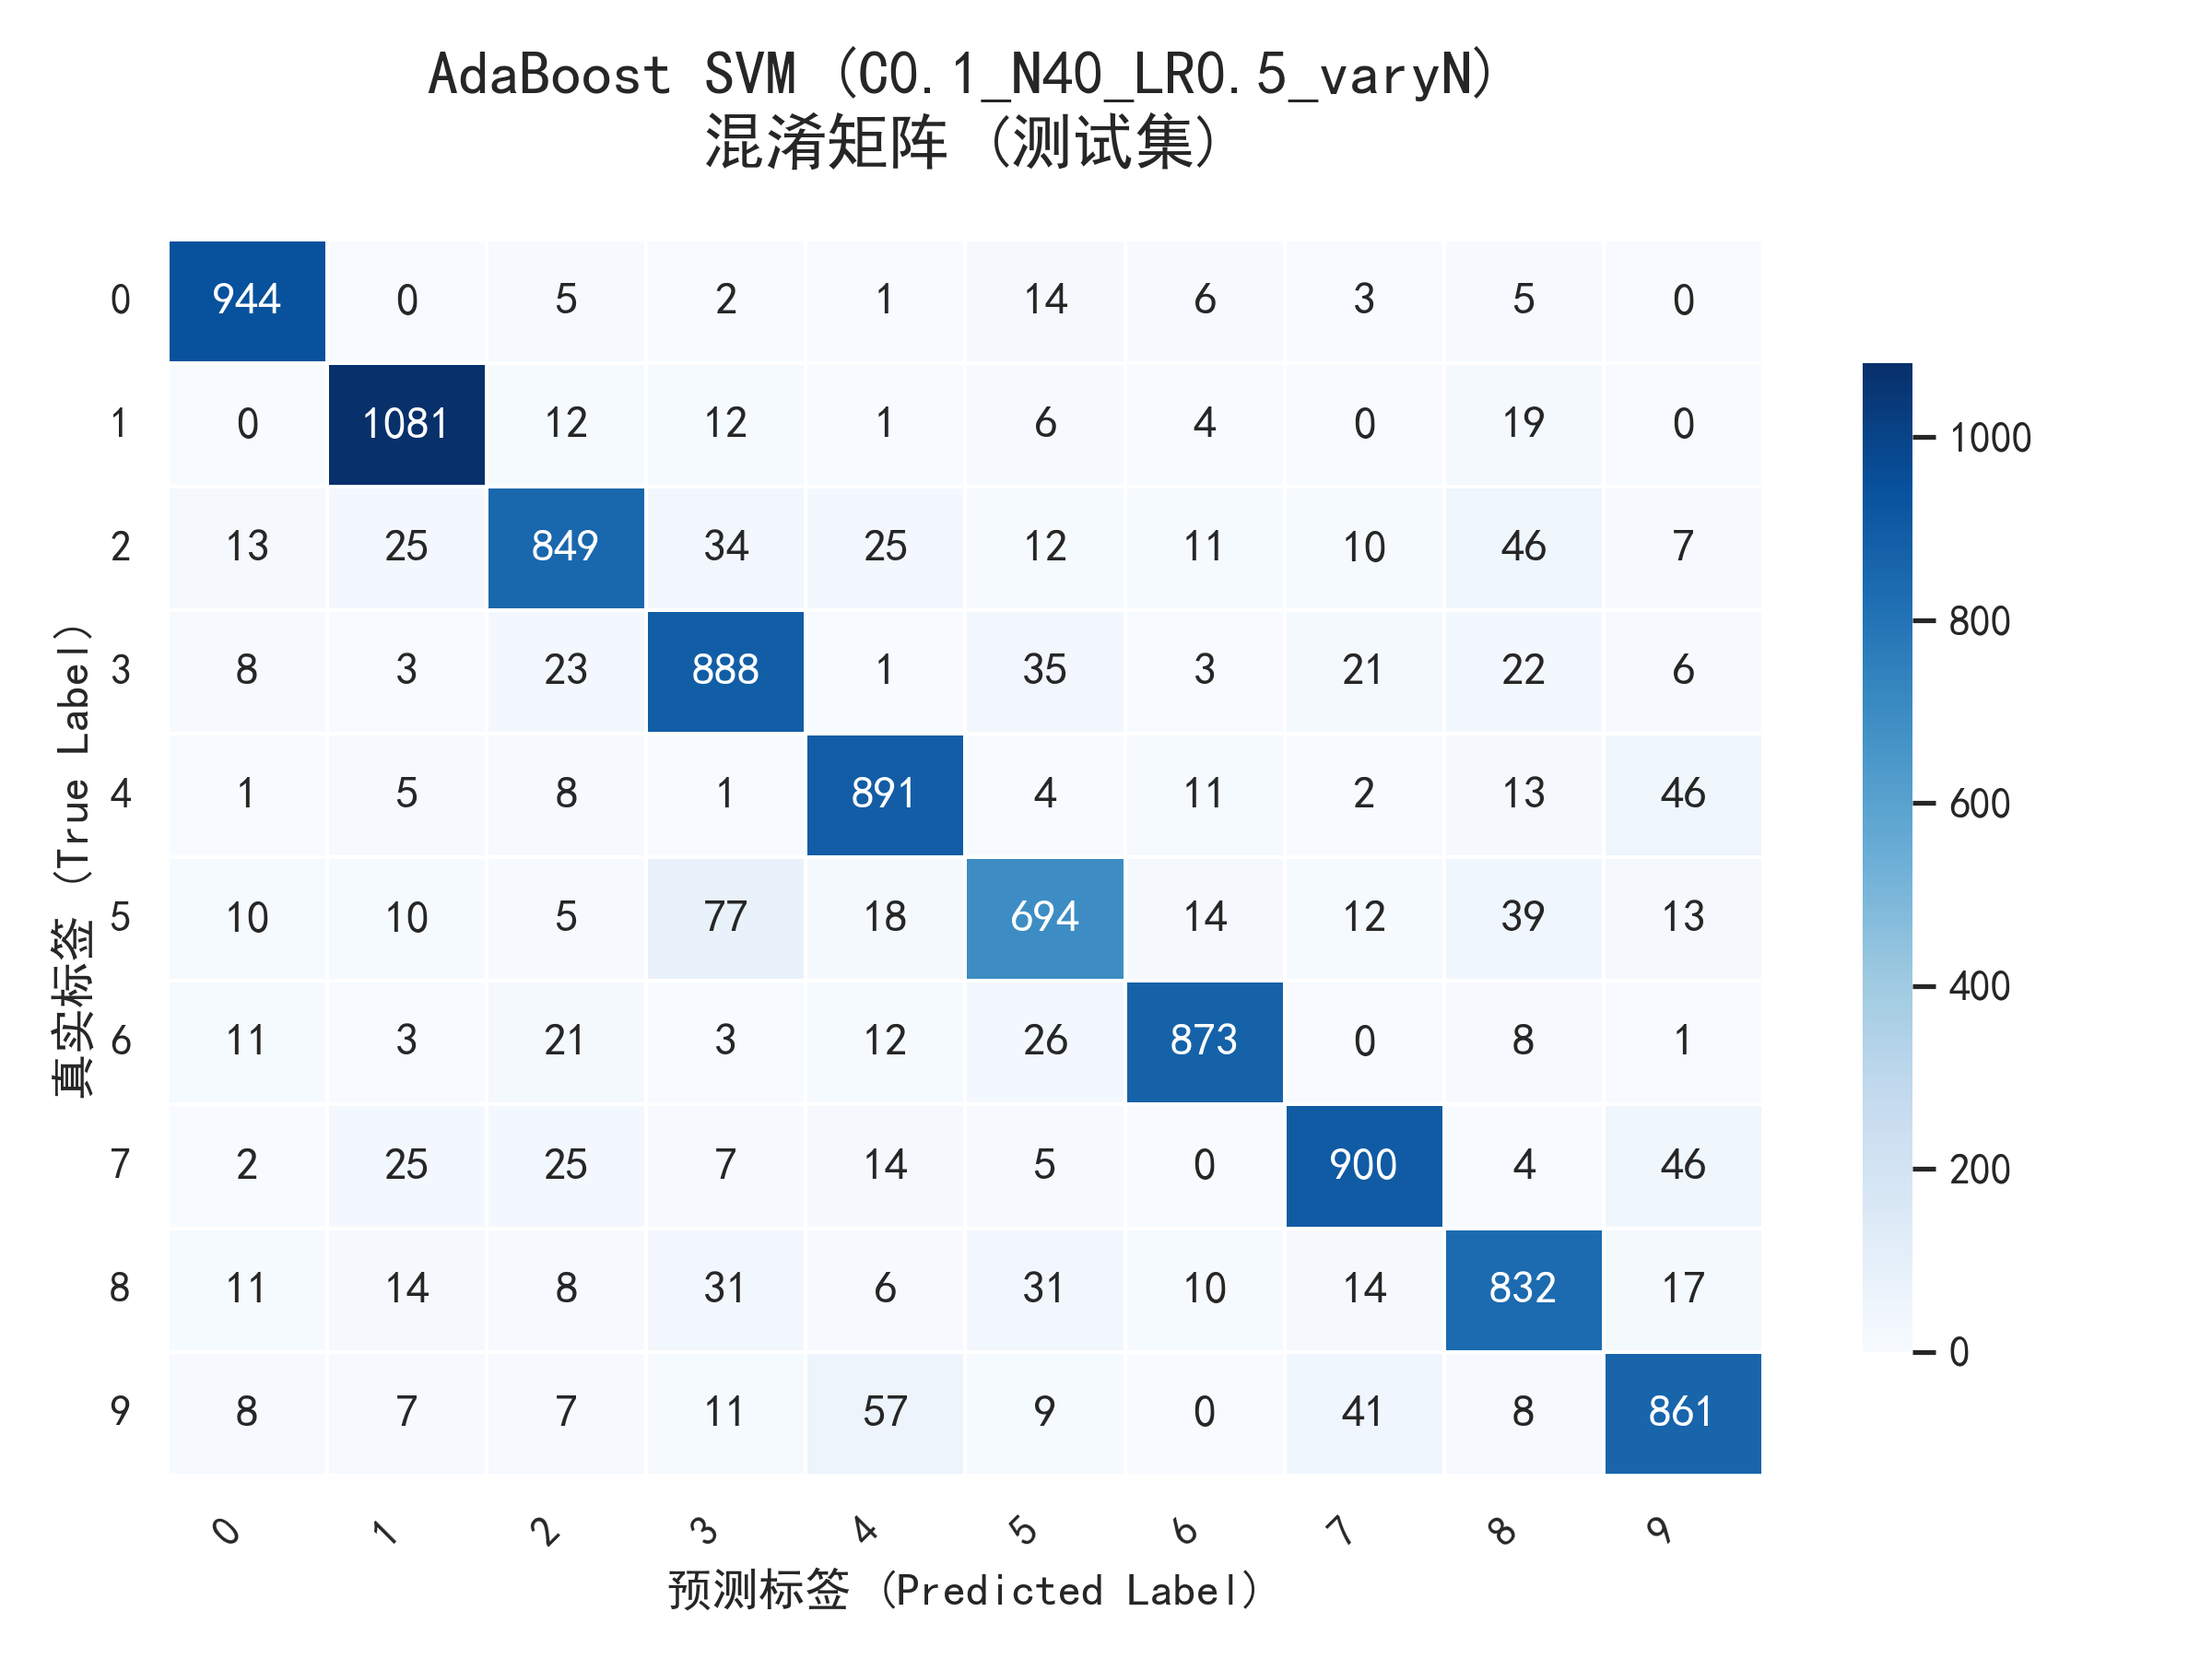 AdaBoost SVM (C0.1_N40_LR0.5_varyN)
混淆矩阵 (测试集)
真实标签 (True Label)
0 944 0 5 2 1 14 6 3 5 0
1 0 1081 12 12 1 6 4 0 19 0
2 13 25 849 34 25 12 11 10 46 7
3 8 3 23 888 1 35 3 21 22 6
4 1 5 8 1 891 4 11 2 13 46
5 10 10 5 77 18 694 14 12 39 13
6 11 3 21 3 12 26 873 0 8 1
7 2 25 25 7 14 5 0 900 4 46
8 11 14 8 31 6 31 10 14 832 17
9 8 7 7 11 57 9 0 41 8 861
0 1 2 3 4 5 6 7 8 9
预测标签 (Predicted Label)
1000
800
600
400
200
0